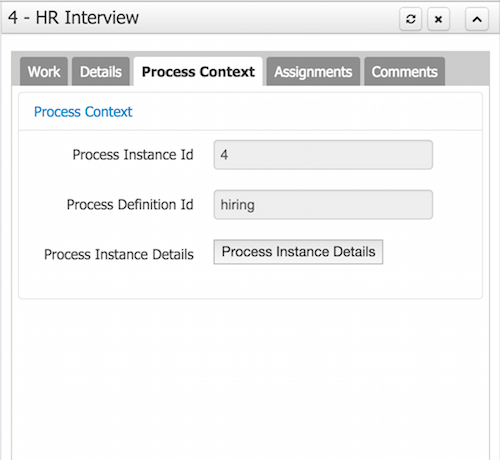 4 - HR Interview
Work Details Process Context Assignments Comments
Process Context
Process Instance Id 4
Process Definition Id hiring
Process Instance Details Process Instance Details